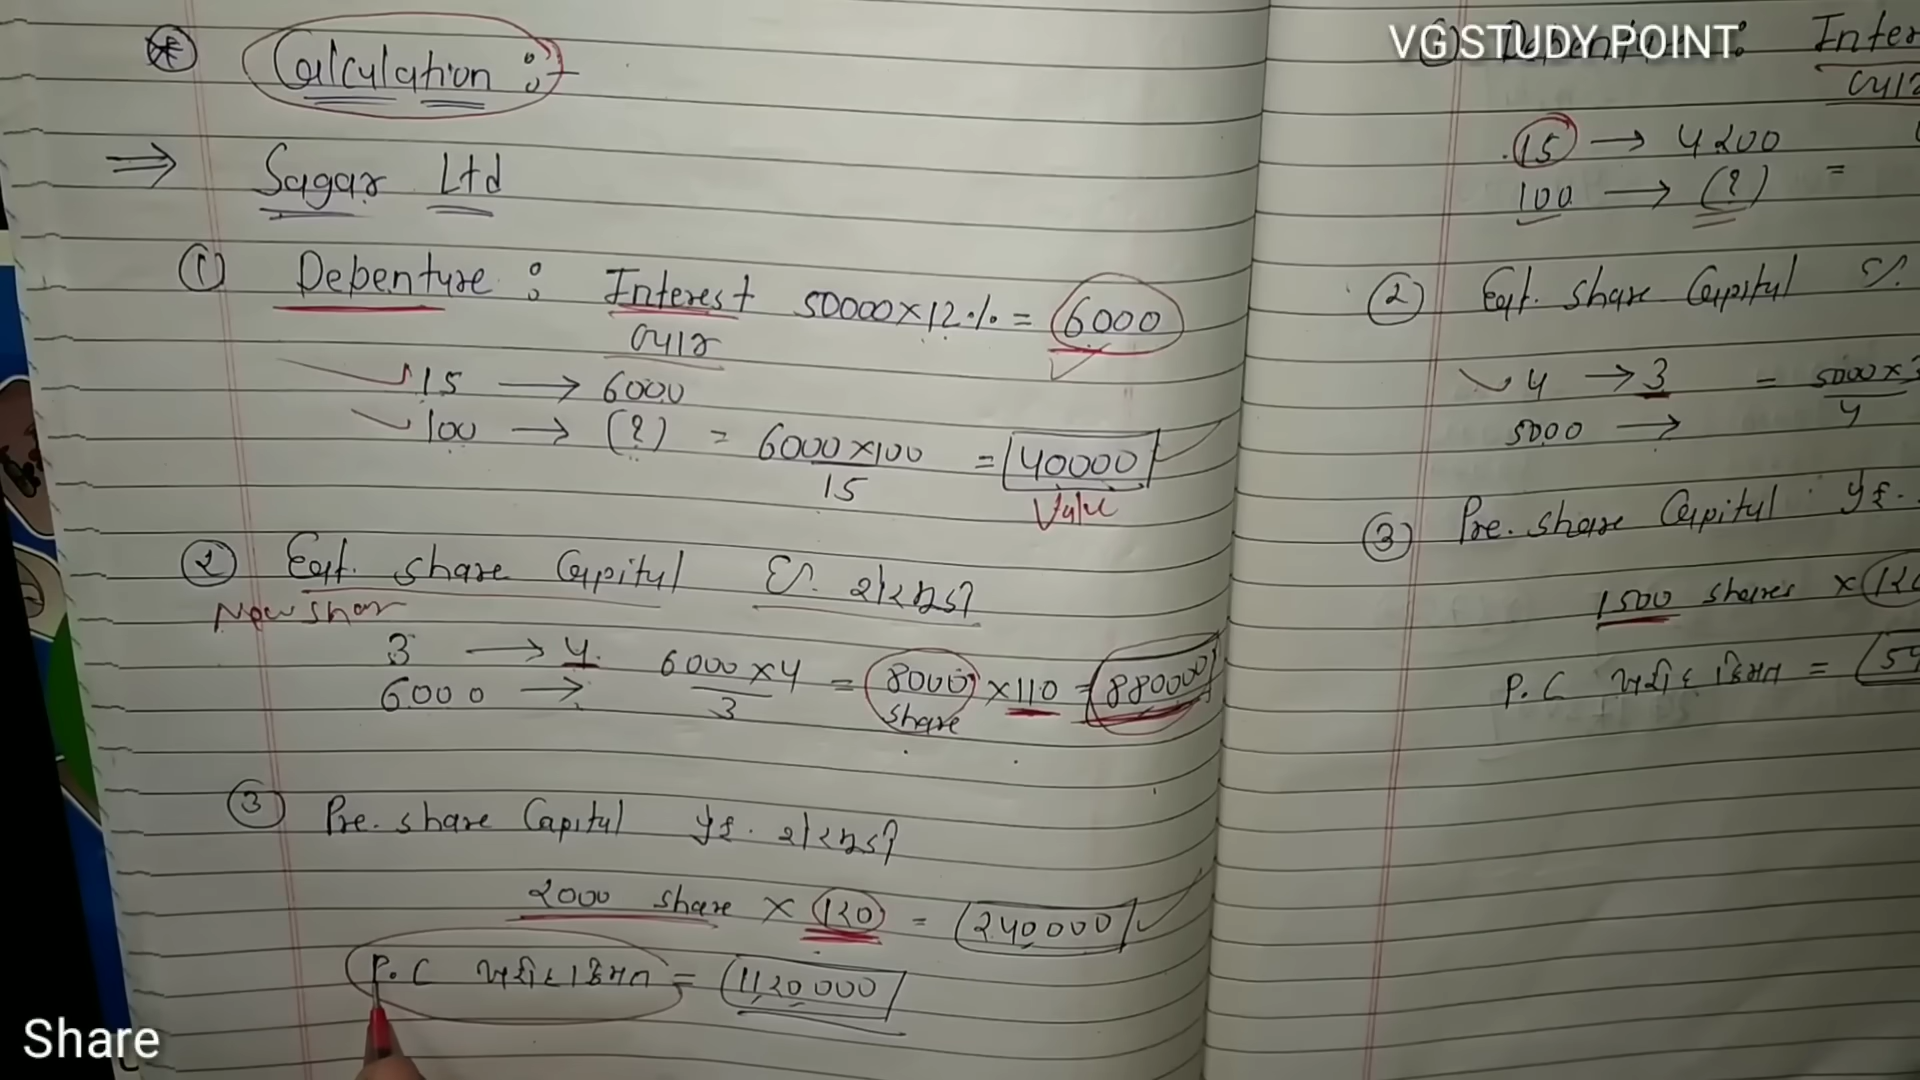 VG STUDY POINT
Calculation :-
⇒ Sagar Ltd
① Debenture : Interest 50000×12% = 6000
વ્યાજ
15 → 6000
100 → (?) = 6000×100 / 15 = 40000
Value
② Eqt. Share Capital ઈ. શેરમૂડી
New shar
3 → 4 6000×4 / 3 = 8000 ×110 = 880000
6000 → share
③ Pre. Share Capital પ્રેફ. શેરમૂડી
2000 share × 120 = 240000
P.C ખરીદ કિંમત = 1120000
Share
Inter
વ્યાજ
15 → 4200
100 → (?) =
② Eqt. Share Capital ઈ.
4 → 3 = 5000×3
5000 → 4
③ Pre. Share Capital પ્રેફ.
1500 shares ×
P.C ખરીદ કિંમત =